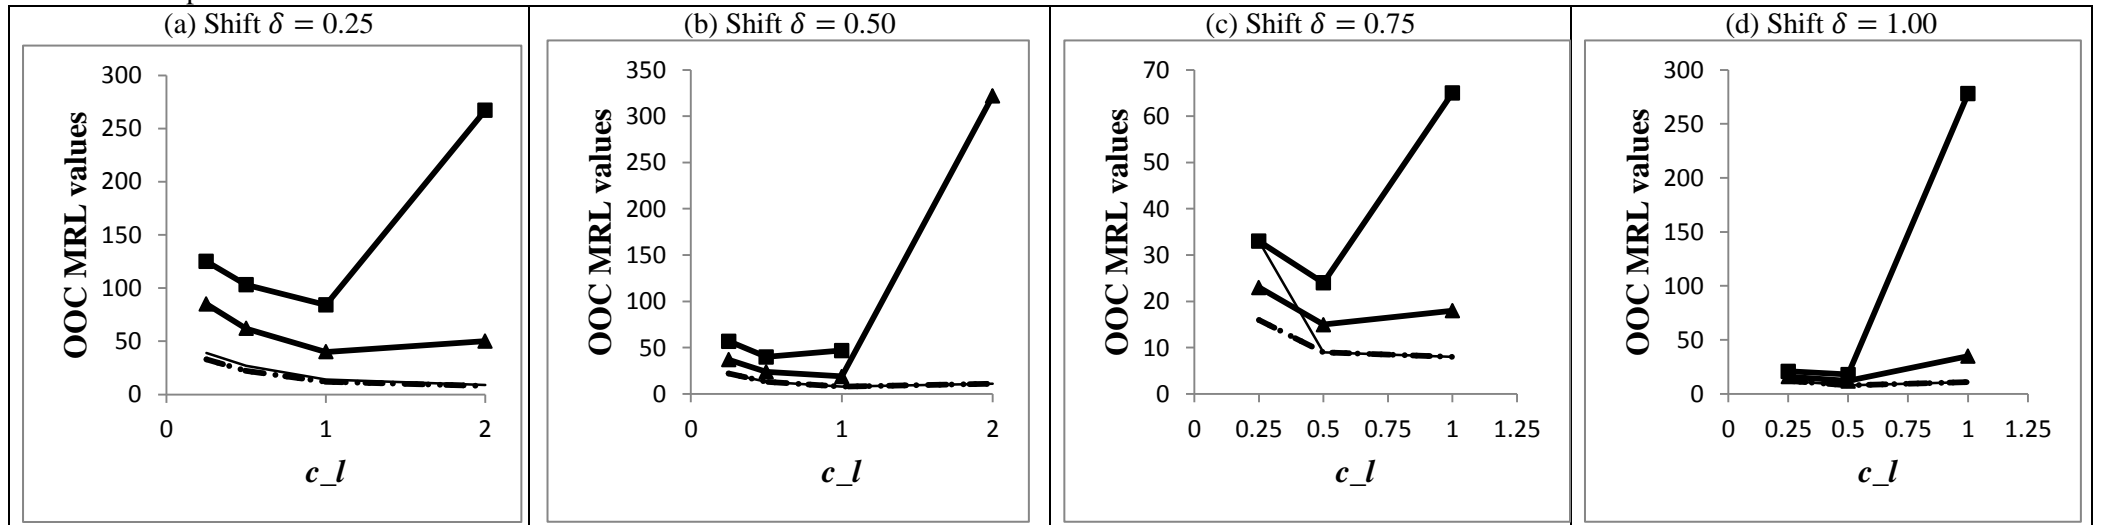 (a) Shift δ = 0.25
300
250
200
150
100
50
0
0 1 2
OOC MRL values
c_l
(b) Shift δ = 0.50
350
300
250
200
150
100
50
0
0 1 2
OOC MRL values
c_l
(c) Shift δ = 0.75
70
60
50
40
30
20
10
0
0 0.25 0.5 0.75 1 1.25
OOC MRL values
c_l
(d) Shift δ = 1.00
300
250
200
150
100
50
0
0 0.25 0.5 0.75 1 1.25
OOC MRL values
c_l